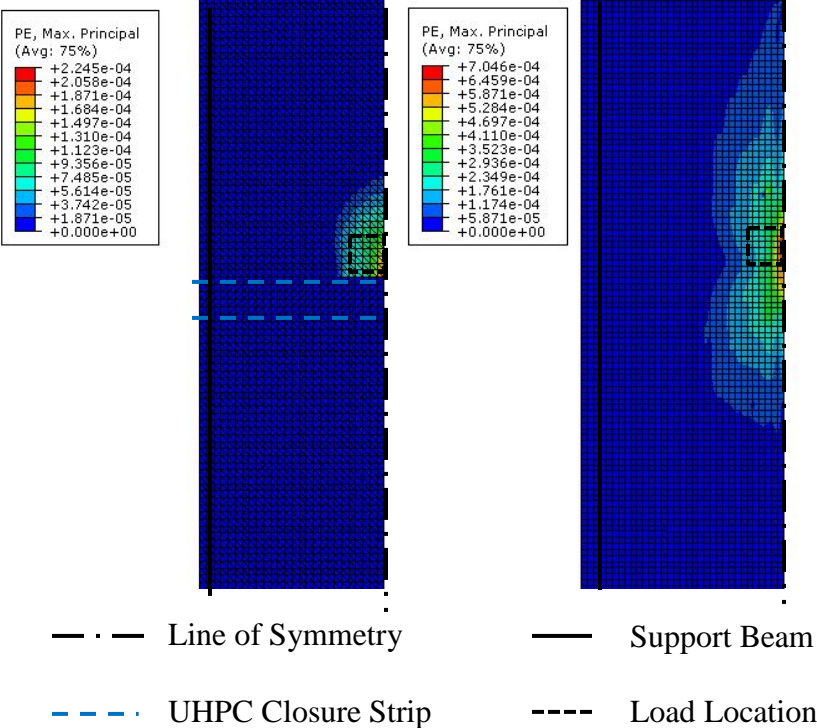 PE, Max. Principal
(Avg: 75%)
+2.245e-04
+2.058e-04
+1.871e-04
+1.684e-04
+1.497e-04
+1.310e-04
+1.123e-04
+9.356e-05
+7.485e-05
+5.614e-05
+3.742e-05
+1.871e-05
+0.000e+00
PE, Max. Principal
(Avg: 75%)
+7.046e-04
+6.459e-04
+5.871e-04
+5.284e-04
+4.697e-04
+4.110e-04
+3.523e-04
+2.936e-04
+2.349e-04
+1.761e-04
+1.174e-04
+5.871e-05
+0.000e+00
Line of Symmetry
Support Beam
UHPC Closure Strip
Load Location